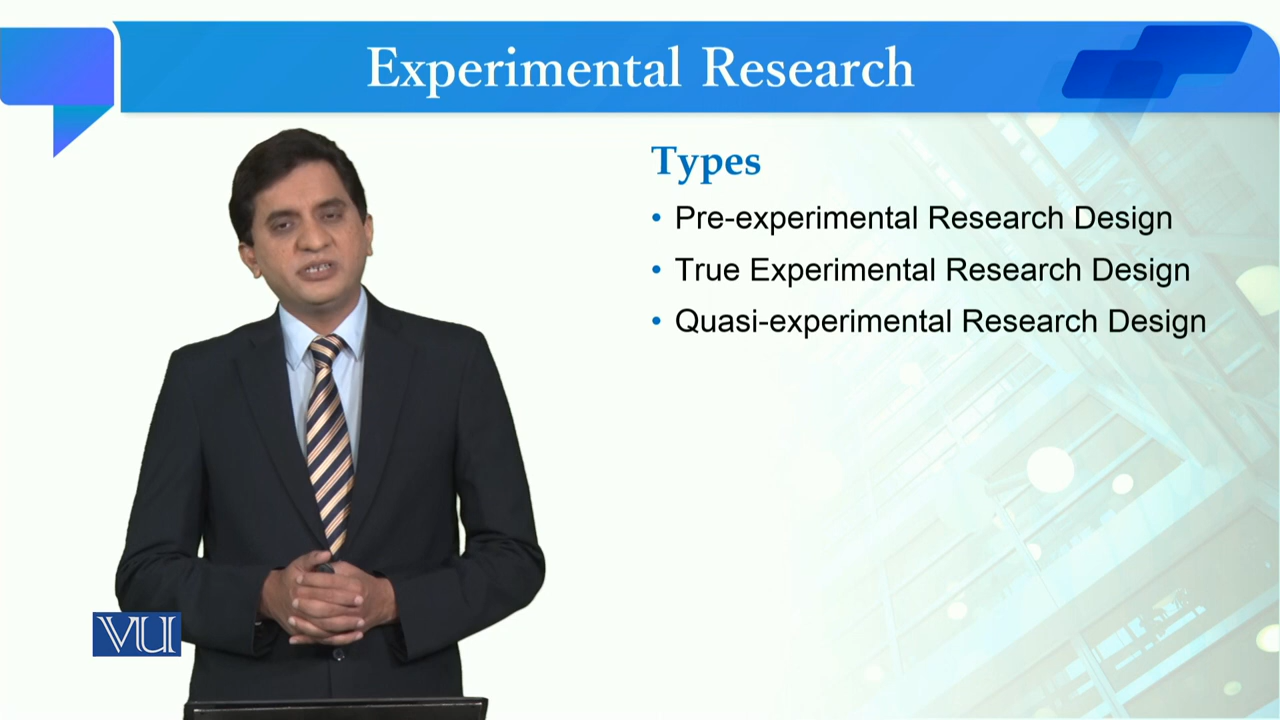 Experimental Research
Types
• Pre-experimental Research Design
• True Experimental Research Design
• Quasi-experimental Research Design
VU